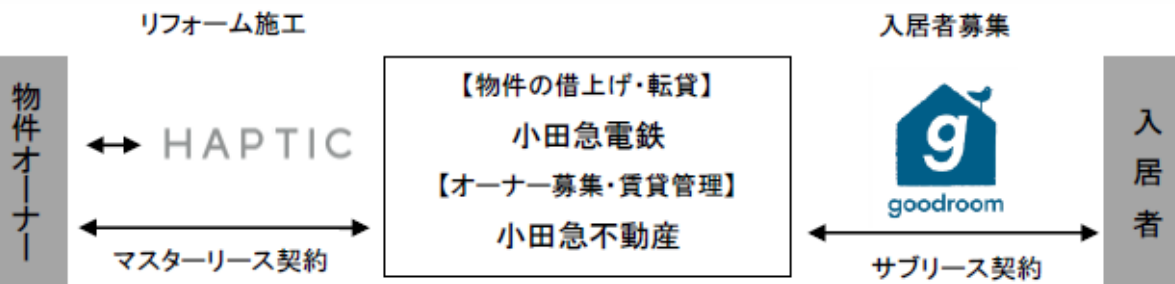 リフォーム施工
入居者募集
物件オーナー
HAPTIC
マスターリース契約
【物件の借上げ・転貸】
小田急電鉄
【オーナー募集・賃貸管理】
小田急不動産
g
goodroom
サブリース契約
入居者